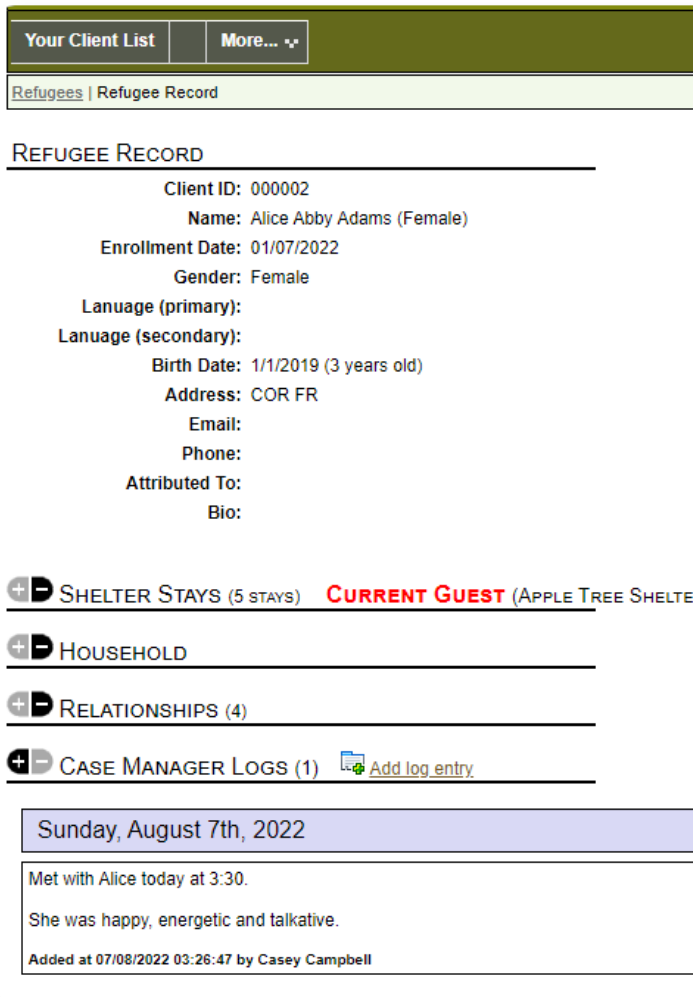 Your Client List More...
Refugees | Refugee Record
REFUGEE RECORD
Client ID: 000002
Name: Alice Abby Adams (Female)
Enrollment Date: 01/07/2022
Gender: Female
Lanuage (primary):
Lanuage (secondary):
Birth Date: 1/1/2019 (3 years old)
Address: COR FR
Email:
Phone:
Attributed To:
Bio:
SHELTER STAYS (5 STAYS) CURRENT GUEST (APPLE TREE SHELTE
HOUSEHOLD
RELATIONSHIPS (4)
CASE MANAGER LOGS (1) Add log entry
Sunday, August 7th, 2022
Met with Alice today at 3:30.
She was happy, energetic and talkative.
Added at 07/08/2022 03:26:47 by Casey Campbell